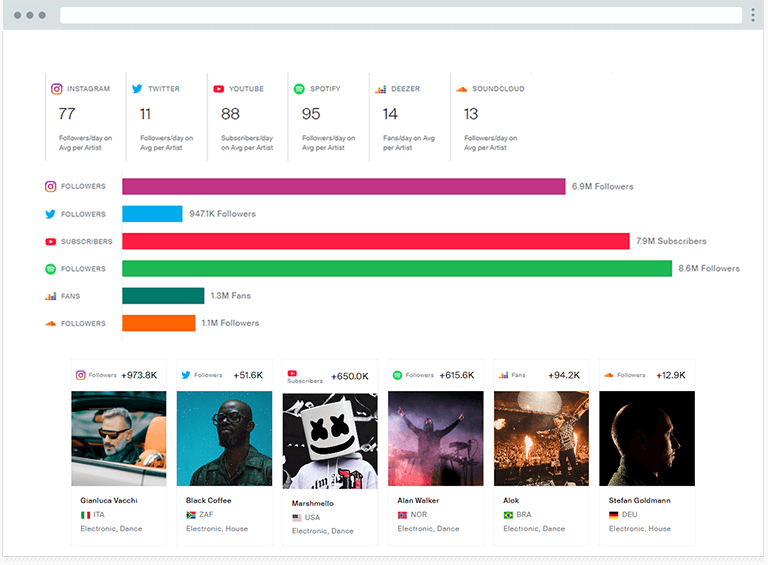 INSTAGRAM
77
Followers/day on
Avg per Artist
TWITTER
11
Followers/day on
Avg per Artist
YOUTUBE
88
Subscribers/day
on Avg per Artist
SPOTIFY
95
Followers/day on
Avg per Artist
DEEZER
14
Fans/day on Avg
per Artist
SOUNDCLOUD
13
Followers/day on
Avg per Artist
FOLLOWERS 6.9M Followers
FOLLOWERS 947.1K Followers
SUBSCRIBERS 7.9M Subscribers
FOLLOWERS 8.6M Followers
FANS 1.3M Fans
FOLLOWERS 1.1M Followers
Followers +973.8K
Gianluca Vacchi
ITA
Electronic, Dance
Followers +51.6K
Black Coffee
ZAF
Electronic, House
Subscribers +650.0K
Marshmello
USA
Electronic, Dance
Followers +615.6K
Alan Walker
NOR
Electronic, Dance
Fans +94.2K
Alok
BRA
Electronic, Dance
Followers +12.9K
Stefan Goldmann
DEU
Electronic, House